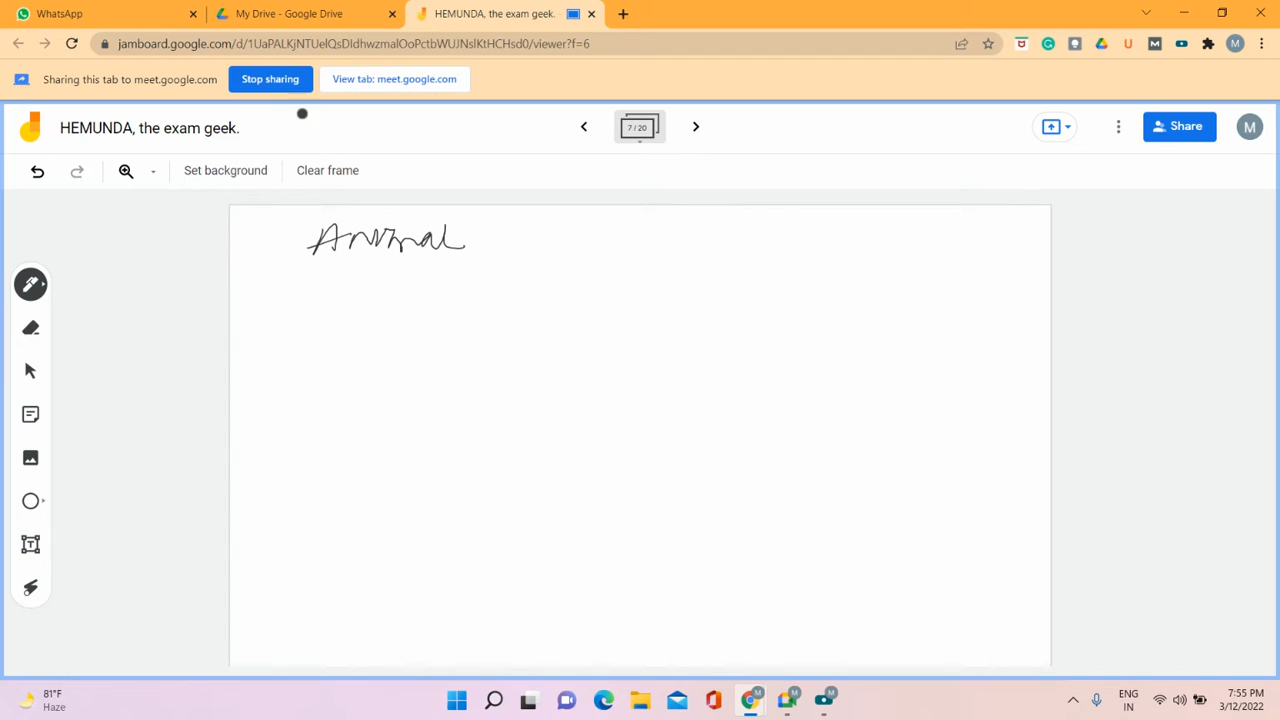 WhatsApp
My Drive - Google Drive
HEMUNDA, the exam geek.
jamboard.google.com/d/1UaPALKjNTUelQsDIdhwzmalOoPctbWUJNslKtHCHsd0/viewer?f=6
M
Sharing this tab to meet.google.com
Stop sharing
View tab: meet.google.com
HEMUNDA, the exam geek.
7 / 20
Share
M
Set background
Clear frame
Animal
81°F
Haze
ENG
IN
7:55 PM
3/12/2022